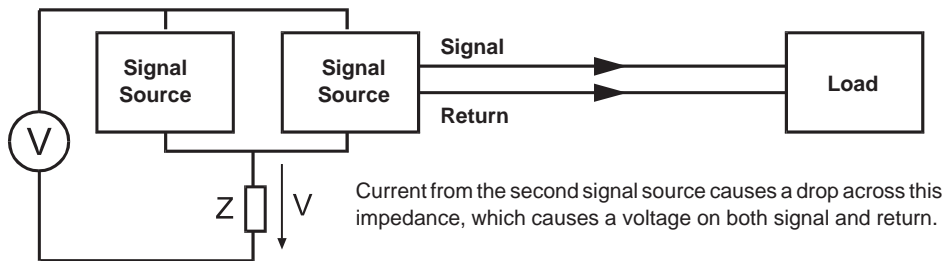 Signal
Source
Signal
Source
Signal
Return
Load
V
Z
V
Current from the second signal source causes a drop across this
impedance, which causes a voltage on both signal and return.